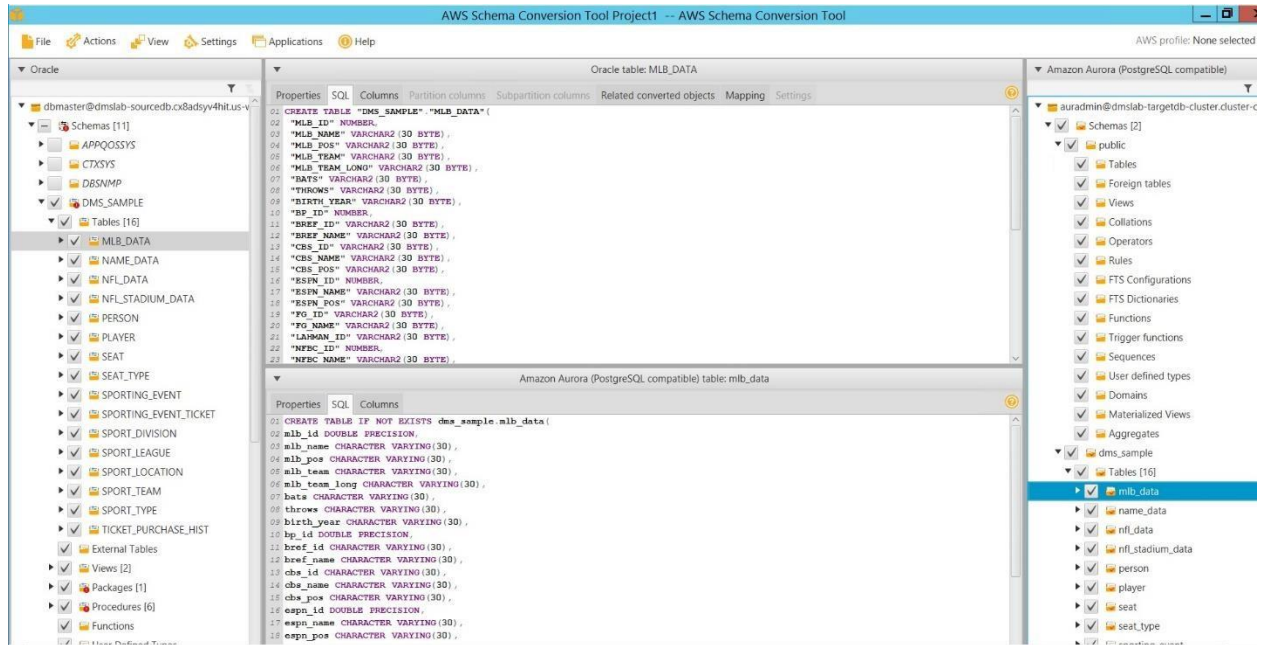 AWS Schema Conversion Tool Project1 -- AWS Schema Conversion Tool
File Actions View Settings Applications Help
AWS profile: None selected
Oracle
dbmaster@dmslab-sourcedb.cx8adsyv4hit.us-
Schemas [11]
APPQOSSYS
CTXSYS
DBSNMP
DMS_SAMPLE
Tables [16]
MLB_DATA
NAME_DATA
NFL_DATA
NFL_STADIUM_DATA
PERSON
PLAYER
SEAT
SEAT_TYPE
SPORTING_EVENT
SPORTING_EVENT_TICKET
SPORT_DIVISION
SPORT_LEAGUE
SPORT_LOCATION
SPORT_TEAM
SPORT_TYPE
TICKET_PURCHASE_HIST
External Tables
Views [2]
Packages [1]
Procedures [6]
Functions
User Defined Types
Oracle table: MLB_DATA
Properties SQL Columns Partition columns Subpartition columns Related converted objects Mapping Settings
01 CREATE TABLE "DMS_SAMPLE"."MLB_DATA"(
02 "MLB_ID" NUMBER,
03 "MLB_NAME" VARCHAR2(30 BYTE),
04 "MLB_POS" VARCHAR2(30 BYTE),
05 "MLB_TEAM" VARCHAR2(30 BYTE),
06 "MLB_TEAM_LONG" VARCHAR2(30 BYTE),
07 "BATS" VARCHAR2(30 BYTE),
08 "THROWS" VARCHAR2(30 BYTE),
09 "BIRTH_YEAR" VARCHAR2(30 BYTE),
10 "BP_ID" NUMBER,
11 "BREF_ID" VARCHAR2(30 BYTE),
12 "BREF_NAME" VARCHAR2(30 BYTE),
13 "CBS_ID" VARCHAR2(30 BYTE),
14 "CBS_NAME" VARCHAR2(30 BYTE),
15 "CBS_POS" VARCHAR2(30 BYTE),
16 "ESPN_ID" NUMBER,
17 "ESPN_NAME" VARCHAR2(30 BYTE),
18 "ESPN_POS" VARCHAR2(30 BYTE),
19 "FG_ID" VARCHAR2(30 BYTE),
20 "FG_NAME" VARCHAR2(30 BYTE),
21 "LAHMAN_ID" VARCHAR2(30 BYTE),
22 "NFBC_ID" NUMBER,
23 "NFBC_NAME" VARCHAR2(30 BYTE),
Amazon Aurora (PostgreSQL compatible) table: mlb_data
Properties SQL Columns
01 CREATE TABLE IF NOT EXISTS dms_sample.mlb_data(
02 mlb_id DOUBLE PRECISION,
03 mlb_name CHARACTER VARYING(30),
04 mlb_pos CHARACTER VARYING(30),
05 mlb_team CHARACTER VARYING(30),
06 mlb_team_long CHARACTER VARYING(30),
07 bats CHARACTER VARYING(30),
08 throws CHARACTER VARYING(30),
09 birth_year CHARACTER VARYING(30),
10 bp_id DOUBLE PRECISION,
11 bref_id CHARACTER VARYING(30),
12 bref_name CHARACTER VARYING(30),
13 cbs_id CHARACTER VARYING(30),
14 cbs_name CHARACTER VARYING(30),
15 cbs_pos CHARACTER VARYING(30),
16 espn_id DOUBLE PRECISION,
17 espn_name CHARACTER VARYING(30),
18 espn_pos CHARACTER VARYING(30),
Amazon Aurora (PostgreSQL compatible)
auradmin@dmslab-targetdb-cluster.cluster-c
Schemas [2]
public
Tables
Foreign tables
Views
Collations
Operators
Rules
FTS Configurations
FTS Dictionaries
Functions
Trigger functions
Sequences
User defined types
Domains
Materialized Views
Aggregates
dms_sample
Tables [16]
mlb_data
name_data
nfl_data
nfl_stadium_data
person
player
seat
seat_type
sporting_event